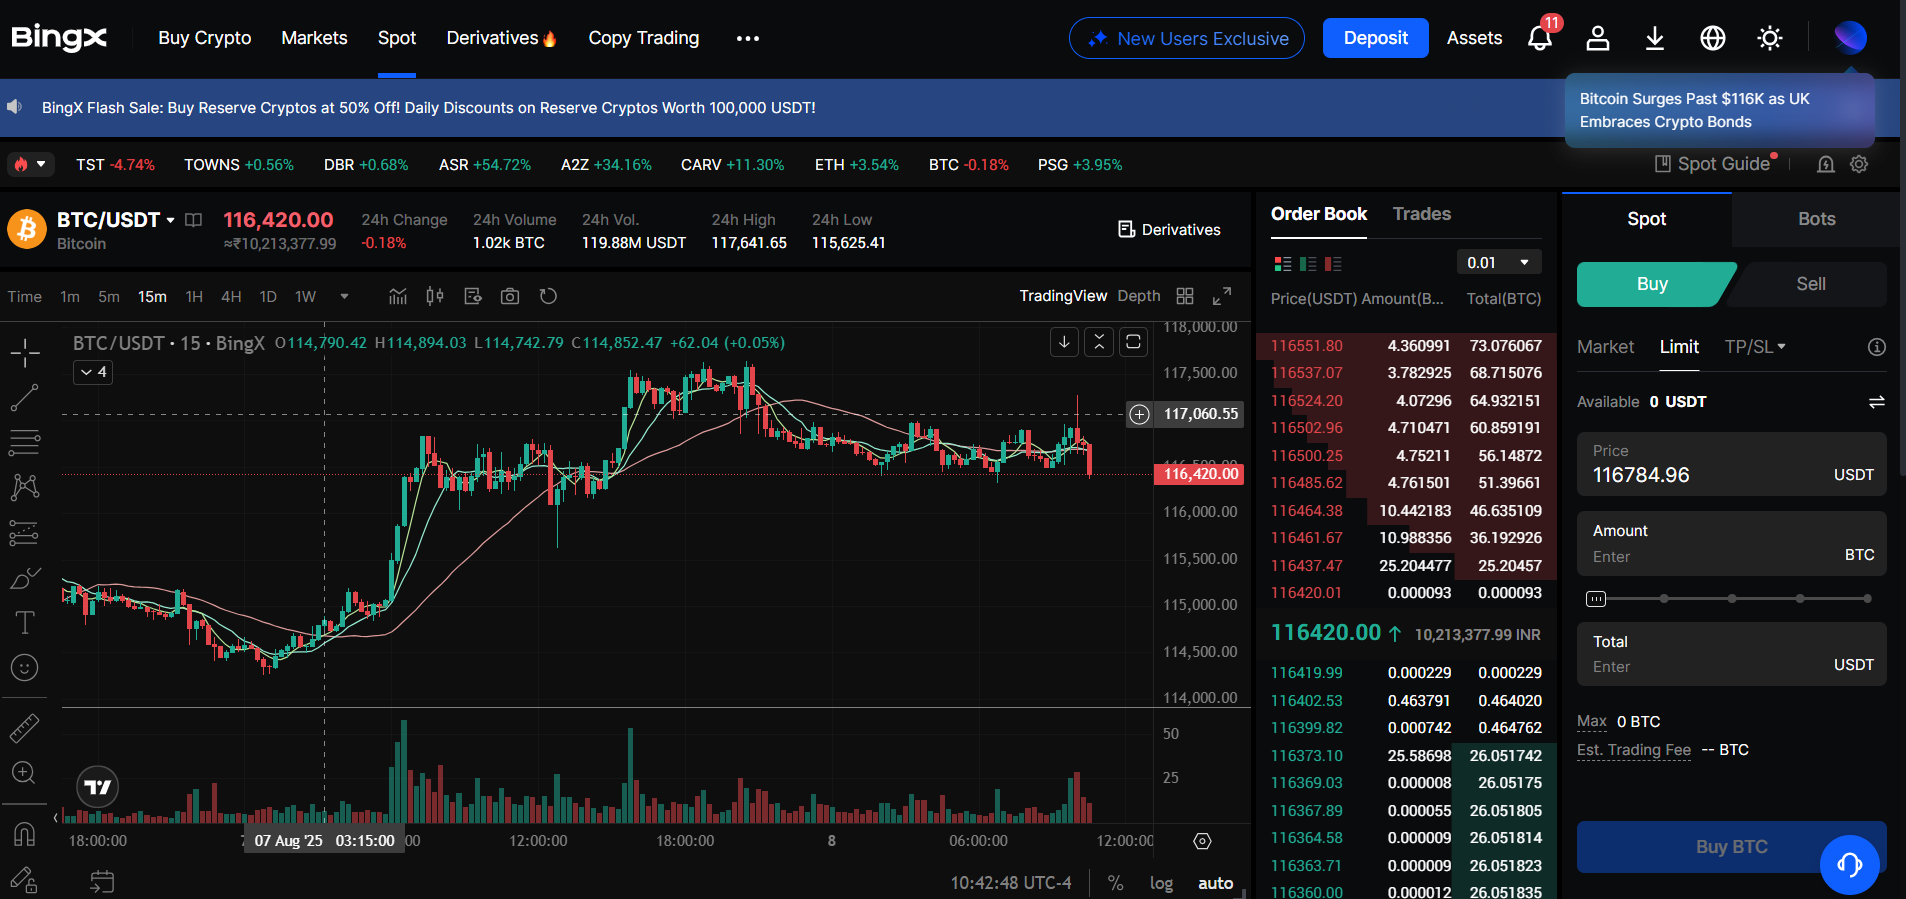 BingX Buy Crypto Markets Spot Derivatives Copy Trading New Users Exclusive Deposit Assets 11
BingX Flash Sale: Buy Reserve Cryptos at 50% Off! Daily Discounts on Reserve Cryptos Worth 100,000 USDT!
Bitcoin Surges Past $116K as UK
Embraces Crypto Bonds
TST -4.74% TOWNS +0.56% DBR +0.68% ASR +54.72% A2Z +34.16% CARV +11.30% ETH +3.54% BTC -0.18% PSG +3.95% Spot Guide
BTC/USDT 116,420.00 24h Change 24h Volume 24h Vol. 24h High 24h Low
Bitcoin ≈₹10,213,377.99 -0.18% 1.02k BTC 119.88M USDT 117,641.65 115,625.41
Derivatives
Time 1m 5m 15m 1H 4H 1D 1W TradingView Depth
BTC/USDT · 15 · BingX O114,790.42 H114,894.03 L114,742.79 C114,852.47 +62.04 (+0.05%)
4
118,000.00
117,500.00
117,060.55
116,420.00
116,000.00
115,500.00
115,000.00
114,500.00
114,000.00
50
25
18:00:00 07 Aug '25 03:15:00 :00 12:00:00 18:00:00 8 06:00:00 12:00:00
10:42:48 UTC-4 % log auto
Order Book Trades
0.01
Price(USDT) Amount(B... Total(BTC)
116551.80 4.360991 73.076067
116537.07 3.782925 68.715076
116524.20 4.07296 64.932151
116502.96 4.710471 60.859191
116500.25 4.75211 56.14872
116485.62 4.761501 51.39661
116464.38 10.442183 46.635109
116461.67 10.988356 36.192926
116437.47 25.204477 25.20457
116420.01 0.000093 0.000093
116420.00 10,213,377.99 INR
116419.99 0.000229 0.000229
116402.53 0.463791 0.464020
116399.82 0.000742 0.464762
116373.10 25.58698 26.051742
116369.03 0.000008 26.05175
116367.89 0.000055 26.051805
116364.58 0.000009 26.051814
116363.71 0.000009 26.051823
116360.00 0.000012 26.051835
Spot Bots
Buy Sell
Market Limit TP/SL
Available 0 USDT
Price
116784.96 USDT
Amount
Enter BTC
Total
Enter USDT
Max 0 BTC
Est. Trading Fee -- BTC
Buy BTC